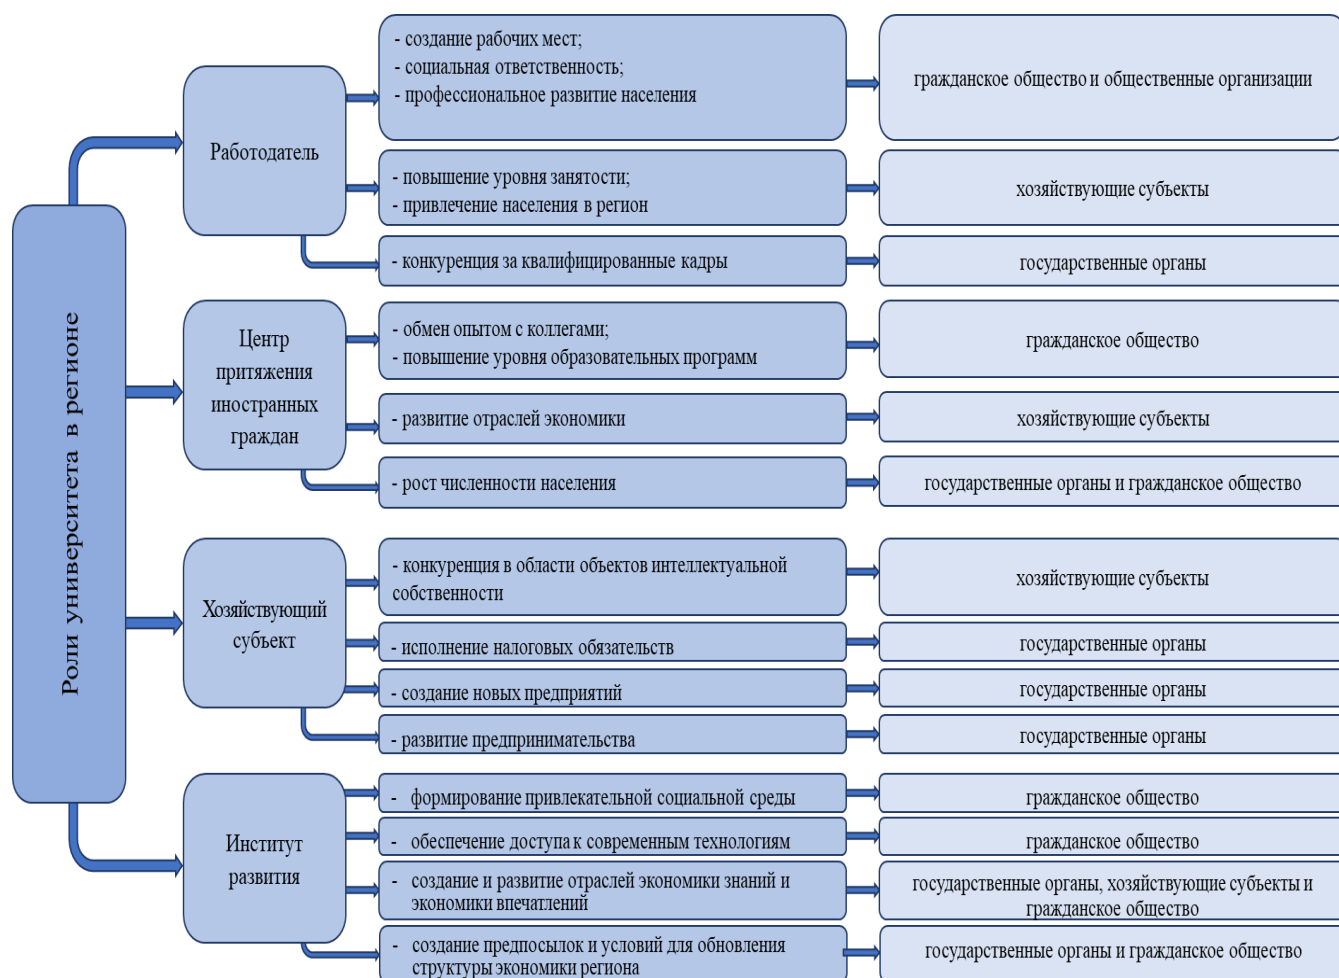 Роли университета в регионе
Работодатель
- создание рабочих мест;
- социальная ответственность;
- профессиональное развитие населения
гражданское общество и общественные организации
- повышение уровня занятости;
- привлечение населения в регион
хозяйствующие субъекты
- конкуренция за квалифицированные кадры
государственные органы
Центр
притяжения
иностранных
граждан
- обмен опытом с коллегами;
- повышение уровня образовательных программ
гражданское общество
- развитие отраслей экономики
хозяйствующие субъекты
- рост численности населения
государственные органы и гражданское общество
Хозяйствующий
субъект
- конкуренция в области объектов интеллектуальной
собственности
хозяйствующие субъекты
- исполнение налоговых обязательств
государственные органы
- создание новых предприятий
государственные органы
- развитие предпринимательства
государственные органы
Институт
развития
- формирование привлекательной социальной среды
гражданское общество
- обеспечение доступа к современным технологиям
гражданское общество
- создание и развитие отраслей экономики знаний и
экономики впечатлений
государственные органы, хозяйствующие субъекты и
гражданское общество
- создание предпосылок и условий для обновления
структуры экономики региона
государственные органы и гражданское общество